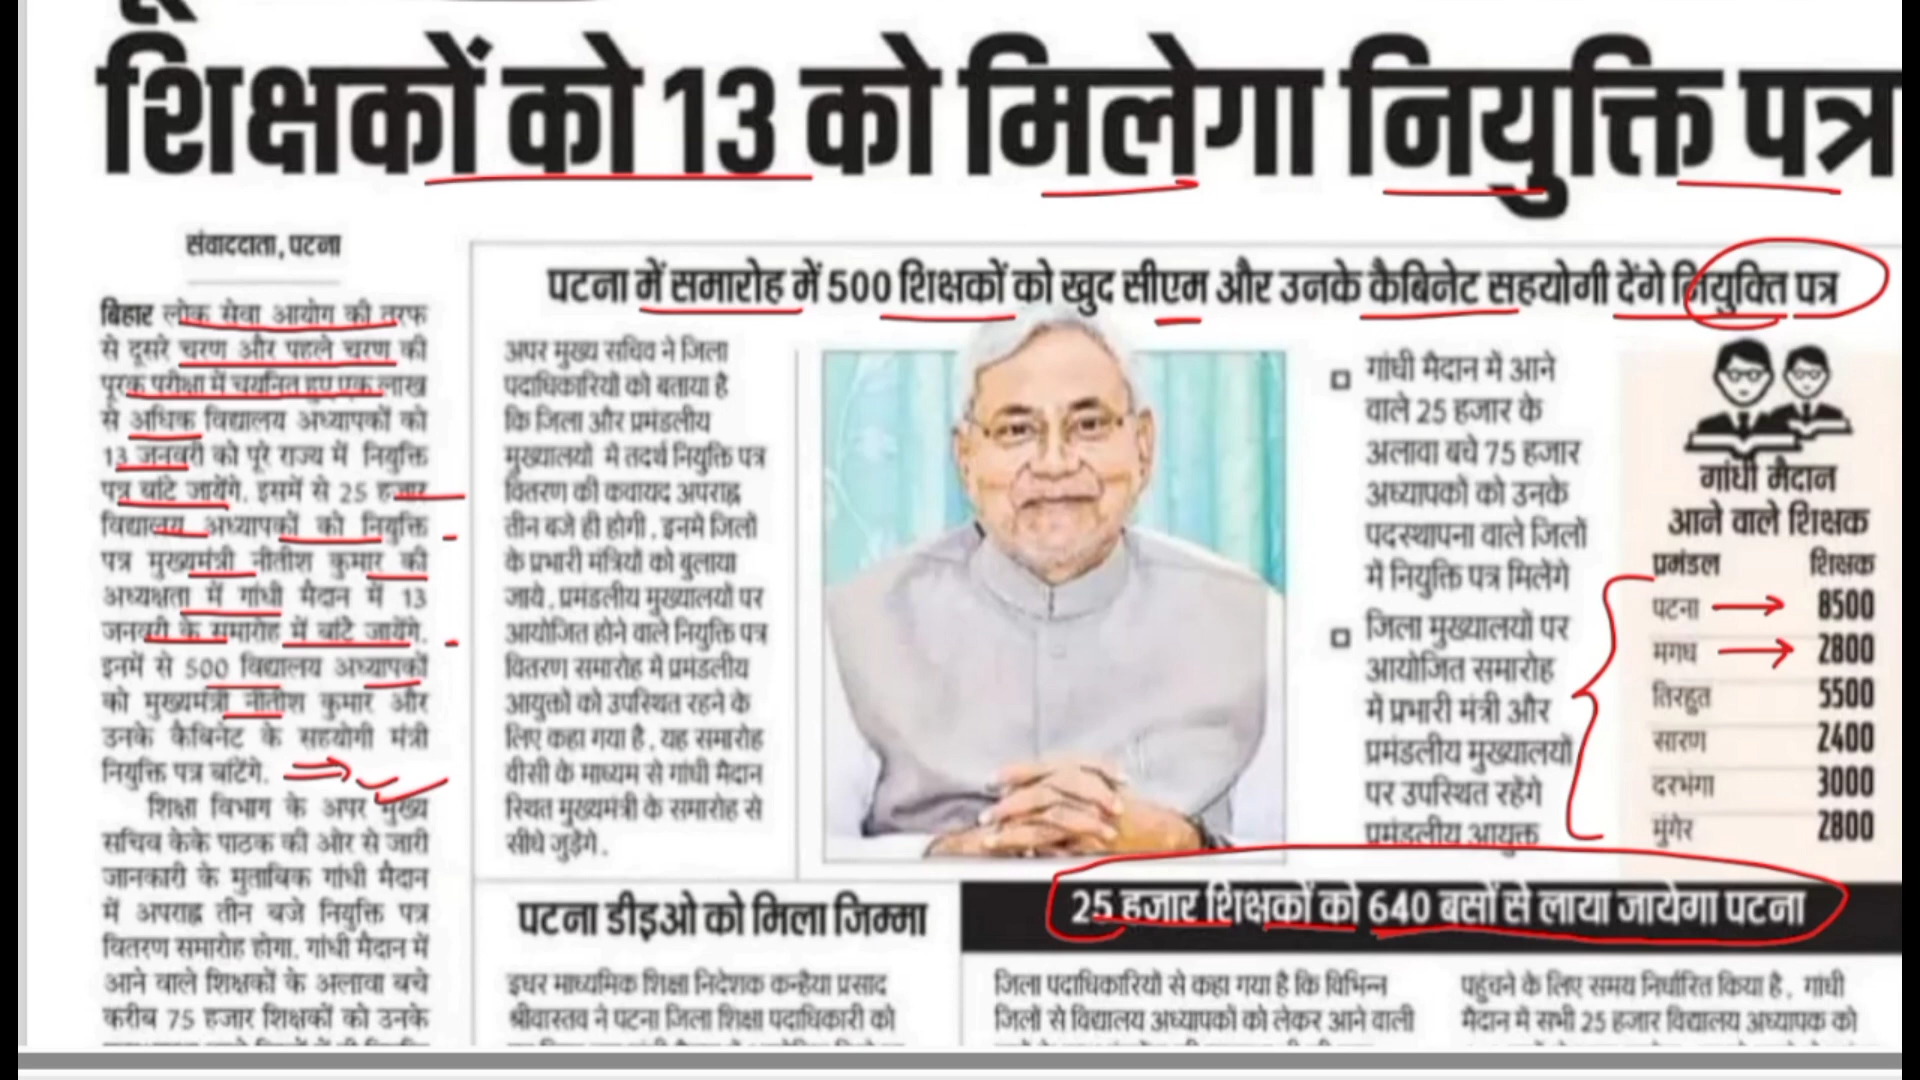 शिक्षकों को 13 को मिलेगा नियुक्ति पत्र
संवाददाता, पटना
बिहार लोक सेवा आयोग की तरफ
से दूसरे चरण और पहले चरण की
पूरक परीक्षा में चयनित हुए एक लाख
से अधिक विद्यालय अध्यापकों को
13 जनवरी को पूरे राज्य में नियुक्ति
पत्र बांटे जायेंगे. इसमें से 25 हजार
विद्यालय अध्यापकों को नियुक्ति
पत्र मुख्यमंत्री नीतीश कुमार की
अध्यक्षता में गांधी मैदान में 13
जनवरी के समारोह में बांटे जायेंगे.
इनमें से 500 विद्यालय अध्यापकों
को मुख्यमंत्री नीतीश कुमार और
उनके कैबिनेट के सहयोगी मंत्री
नियुक्ति पत्र बांटेंगे.
शिक्षा विभाग के अपर मुख्य
सचिव केके पाठक की ओर से जारी
जानकारी के मुताबिक गांधी मैदान
में अपराह्न तीन बजे नियुक्ति पत्र
वितरण समारोह होगा. गांधी मैदान में
आने वाले शिक्षकों के अलावा बचे
करीब 75 हजार शिक्षकों को उनके
पटना में समारोह में 500 शिक्षकों को खुद सीएम और उनके कैबिनेट सहयोगी देंगे नियुक्ति पत्र
अपर मुख्य सचिव ने जिला
पदाधिकारियों को बताया है
कि जिला और प्रमंडलीय
मुख्यालयों में तदर्थ नियुक्ति पत्र
वितरण की कवायद अपराह्न
तीन बजे ही होगी. इनमें जिलों
के प्रभारी मंत्रियों को बुलाया
जाये. प्रमंडलीय मुख्यालयों पर
आयोजित होने वाले नियुक्ति पत्र
वितरण समारोह में प्रमंडलीय
आयुक्तों को उपस्थित रहने के
लिए कहा गया है. यह समारोह
वीसी के माध्यम से गांधी मैदान
स्थित मुख्यमंत्री के समारोह से
सीधे जुड़ेंगे.
गांधी मैदान में आने
वाले 25 हजार के
अलावा बचे 75 हजार
अध्यापकों को उनके
पदस्थापना वाले जिलों
में नियुक्ति पत्र मिलेंगे
जिला मुख्यालयों पर
आयोजित समारोह
में प्रभारी मंत्री और
प्रमंडलीय मुख्यालयों
पर उपस्थित रहेंगे
प्रमंडलीय आयुक्त
गांधी मैदान
आने वाले शिक्षक
प्रमंडल शिक्षक
पटना 8500
मगध 2800
तिरहुत 5500
सारण 2400
दरभंगा 3000
मुंगेर 2800
पटना डीइओ को मिला जिम्मा
इधर माध्यमिक शिक्षा निदेशक कन्हैया प्रसाद
श्रीवास्तव ने पटना जिला शिक्षा पदाधिकारी को
25 हजार शिक्षकों को 640 बसों से लाया जायेगा पटना
जिला पदाधिकारियों से कहा गया है कि विभिन्न
जिलों से विद्यालय अध्यापकों को लेकर आने वाली
पहुंचने के लिए समय निर्धारित किया है. गांधी
मैदान में सभी 25 हजार विद्यालय अध्यापक को